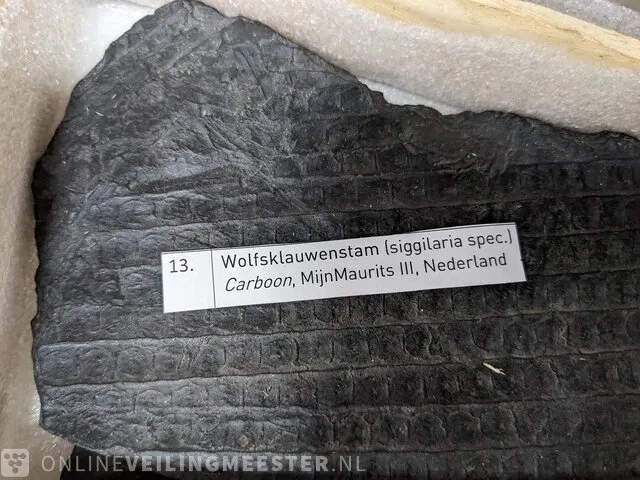 13.
Wolfsklauwenstam (siggilaria spec.)
Carboon, MijnMaurits III, Nederland
ONLINEVEILINGMEESTER.NL